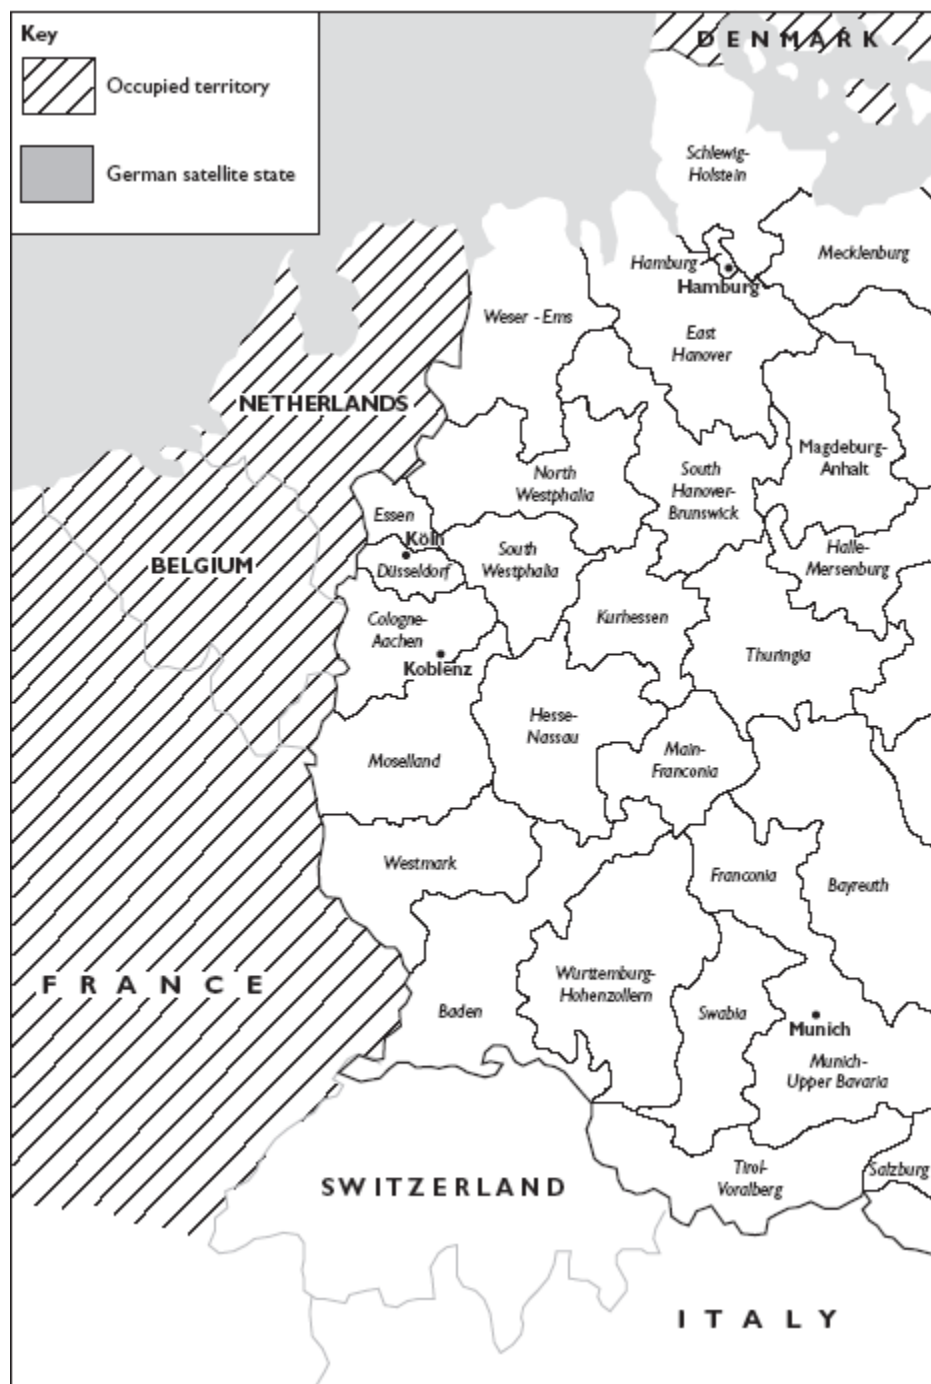 Key
Occupied territory
German satellite state
DENMARK
Schlewig-
Holstein
Mecklenburg
Hamburg
Hamburg
Weser - Ems
East
Hanover
NETHERLANDS
Magdeburg-
Anhalt
North
Westphalia
South
Hanover-
Brunswick
Essen
Köln
BELGIUM
Düsseldorf
South
Westphalia
Halle-
Mersenburg
Cologne-
Aachen
Kurhessen
Koblenz
Thuringia
Hesse-
Nassau
Moselland
Main-
Franconia
Westmark
Franconia
Bayreuth
FRANCE
Baden
Württemburg-
Hohenzollern
Swabia
Munich
Munich-
Upper Bavaria
SWITZERLAND
Tirol-
Voralberg
Salzburg
ITALY